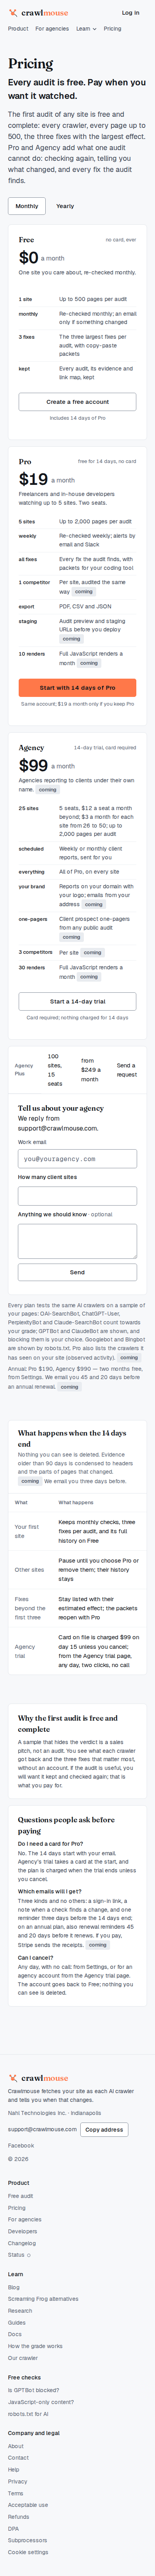 crawlmouse
Log in
Product For agencies Learn Pricing
Pricing
Every audit is free. Pay when you
want it watched.
The first audit of any site is free and
complete: every crawler, every page up to
500, the three fixes with the largest effect.
Pro and Agency add what one audit
cannot do: checking again, telling you
what changed, and every fix the audit
finds.
Monthly Yearly
Free no card, ever
$0 a month
One site you care about, re-checked monthly.
1 site Up to 500 pages per audit
monthly Re-checked monthly; an email
only if something changed
3 fixes The three largest fixes per
audit, with copy-paste
packets
kept Every audit, its evidence and
link map, kept
Create a free account
Includes 14 days of Pro
Pro free for 14 days, no card
$19 a month
Freelancers and in-house developers
watching up to 5 sites. Two seats.
5 sites Up to 2,000 pages per audit
weekly Re-checked weekly; alerts by
email and Slack
all fixes Every fix the audit finds, with
packets for your coding tool.
1 competitor Per site, audited the same
way coming
export PDF, CSV and JSON
staging Audit preview and staging
URLs before you deploy
coming
10 renders Full JavaScript renders a
month coming
Start with 14 days of Pro
Same account; $19 a month only if you keep Pro
Agency 14-day trial, card required
$99 a month
Agencies reporting to clients under their own
name. coming
25 sites 5 seats, $12 a seat a month
beyond; $3 a month for each
site from 26 to 50; up to
2,000 pages per audit
scheduled Weekly or monthly client
reports, sent for you
everything All of Pro, on every site
your brand Reports on your domain with
your logo; emails from your
address coming
one-pagers Client prospect one-pagers
from any public audit
coming
3 competitors Per site coming
30 renders Full JavaScript renders a
month coming
Start a 14-day trial
Card required; nothing charged for 14 days
Agency
Plus
100
sites,
15
seats
from
$249 a
month
Send a
request
Tell us about your agency
We reply from
support@crawlmouse.com.
Work email
you@youragency.com
How many client sites
Anything we should know · optional
Send
Every plan tests the same AI crawlers on a sample of
your pages: OAI-SearchBot, ChatGPT-User,
PerplexityBot and Claude-SearchBot count towards
your grade; GPTBot and ClaudeBot are shown, and
blocking them is your choice. Googlebot and Bingbot
are shown by robots.txt. Pro also lists the crawlers it
has seen on your site (observed activity). coming
Annual: Pro $190, Agency $990 — two months free,
from Settings. We email you 45 and 20 days before
an annual renewal. coming
What happens when the 14 days
end
Nothing you can see is deleted. Evidence
older than 90 days is condensed to headers
and the parts of pages that changed.
coming We email you three days before.
What What happens
Your first
site
Keeps monthly checks, three
fixes per audit, and its full
history on Free
Other sites
Pause until you choose Pro or
remove them; their history
stays
Fixes
beyond the
first three
Stay listed with their
estimated effect; the packets
reopen with Pro
Agency
trial
Card on file is charged $99 on
day 15 unless you cancel;
from the Agency trial page,
any day, two clicks, no call
Why the first audit is free and
complete
A sample that hides the verdict is a sales
pitch, not an audit. You see what each crawler
got back and the three fixes that matter most,
without an account. If the audit is useful, you
will want it kept and checked again; that is
what you pay for.
Questions people ask before
paying
Do I need a card for Pro?
No. The 14 days start with your email.
Agency's trial takes a card at the start, and
the plan is charged when the trial ends unless
you cancel.
Which emails will I get?
Three kinds and no others: a sign-in link, a
note when a check finds a change, and one
reminder three days before the 14 days end;
on an annual plan, also renewal reminders 45
and 20 days before it renews. If you pay,
Stripe sends the receipts. coming
Can I cancel?
Any day, with no call: from Settings, or for an
agency account from the Agency trial page.
The account goes back to Free; nothing you
can see is deleted.
crawlmouse
Crawlmouse fetches your site as each AI crawler
and tells you when that changes.
Nahl Technologies Inc. · Indianapolis
support@crawlmouse.com Copy address
Facebook
© 2026
Product
Free audit
Pricing
For agencies
Developers
Changelog
Status
Learn
Blog
Screaming Frog alternatives
Research
Guides
Docs
How the grade works
Our crawler
Free checks
Is GPTBot blocked?
JavaScript-only content?
robots.txt for AI
Company and legal
About
Contact
Help
Privacy
Terms
Acceptable use
Refunds
DPA
Subprocessors
Cookie settings